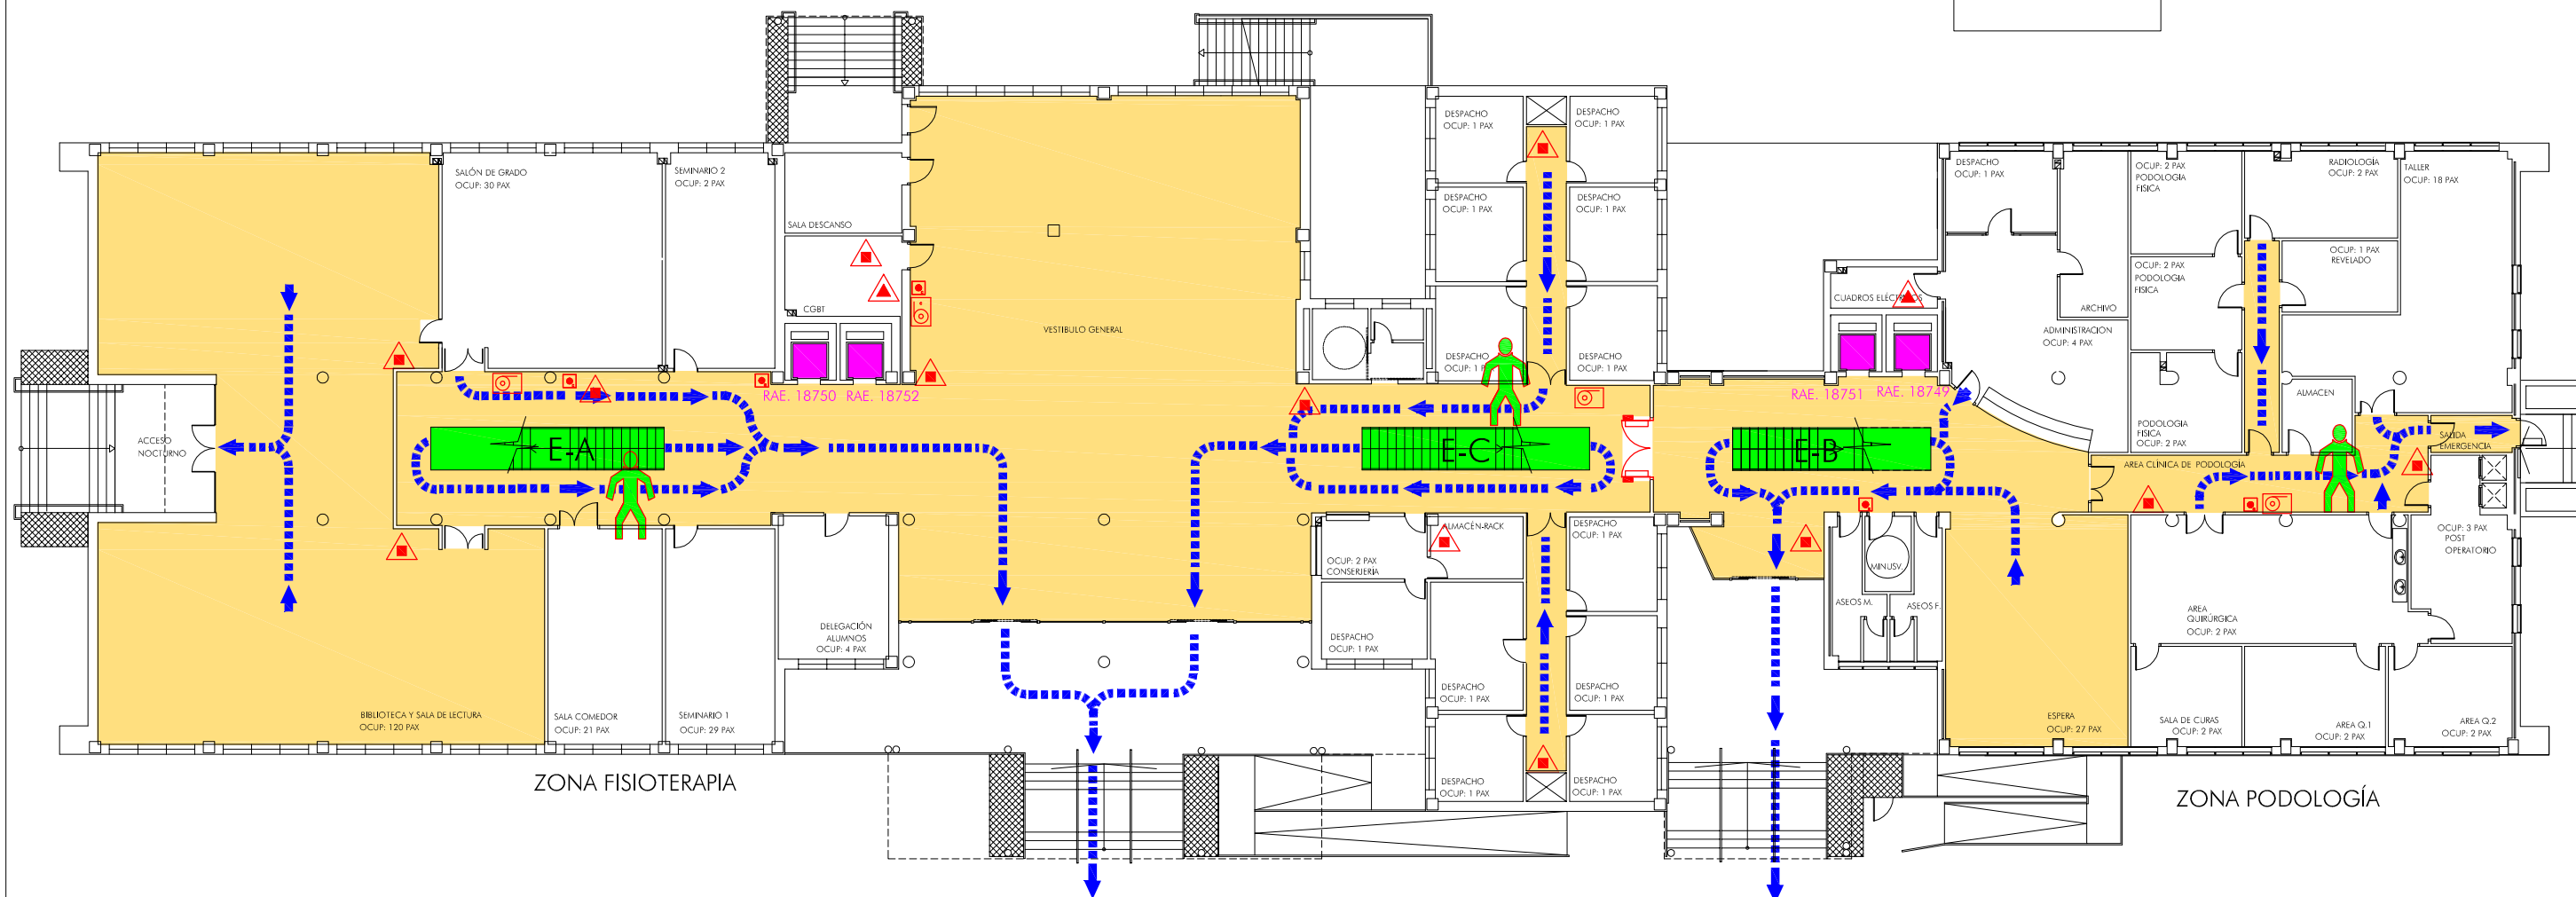 SALÓN DE GRADO
OCUP: 30 PAX
SEMINARIO 2
OCUP: 2 PAX
SALA DESCANSO
CGBT
RAE. 18750
RAE. 18752
ACCESO
NOCTURNO
E-A
BIBLIOTECA Y SALA DE LECTURA
OCUP: 120 PAX
SALA COMEDOR
OCUP: 21 PAX
SEMINARIO 1
OCUP: 29 PAX
DELEGACIÓN
ALUMNOS
OCUP: 4 PAX
ZONA FISIOTERAPIA
VESTIBULO GENERAL
DESPACHO
OCUP: 1 PAX
DESPACHO
OCUP: 1 PAX
DESPACHO
OCUP: 1 PAX
DESPACHO
OCUP: 1 PAX
DESPACHO
OCUP: 1 P
DESPACHO
OCUP: 1 PAX
E-C
ALMACÉN-RACK
OCUP: 2 PAX
CONSERJERÍA
DESPACHO
OCUP: 1 PAX
DESPACHO
OCUP: 1 PAX
DESPACHO
OCUP: 1 PAX
DESPACHO
OCUP: 1 PAX
DESPACHO
OCUP: 1 PAX
DESPACHO
OCUP: 1 PAX
CUADROS ELÉCTRICOS
RAE. 18751
RAE. 18749
E-B
DESPACHO
OCUP: 1 PAX
ARCHIVO
ADMINISTRACION
OCUP: 4 PAX
OCUP: 2 PAX
PODOLOGIA
FISICA
OCUP: 2 PAX
PODOLOGIA
FISICA
PODOLOGIA
FISICA
OCUP: 2 PAX
RADIOLOGÍA
OCUP: 2 PAX
TALLER
OCUP: 18 PAX
OCUP: 1 PAX
REVELADO
ALMACEN
SALIDA
EMERGENCIA
AREA CLÍNICA DE PODOLOGÍA
MINUSV.
ASEOS M.
ASEOS F.
OCUP: 3 PAX
POST
OPERATORIO
AREA
QUIRÚRGICA
OCUP: 2 PAX
ESPERA
OCUP: 27 PAX
SALA DE CURAS
OCUP: 2 PAX
AREA Q.1
OCUP: 2 PAX
AREA Q.2
OCUP: 2 PAX
ZONA PODOLOGÍA